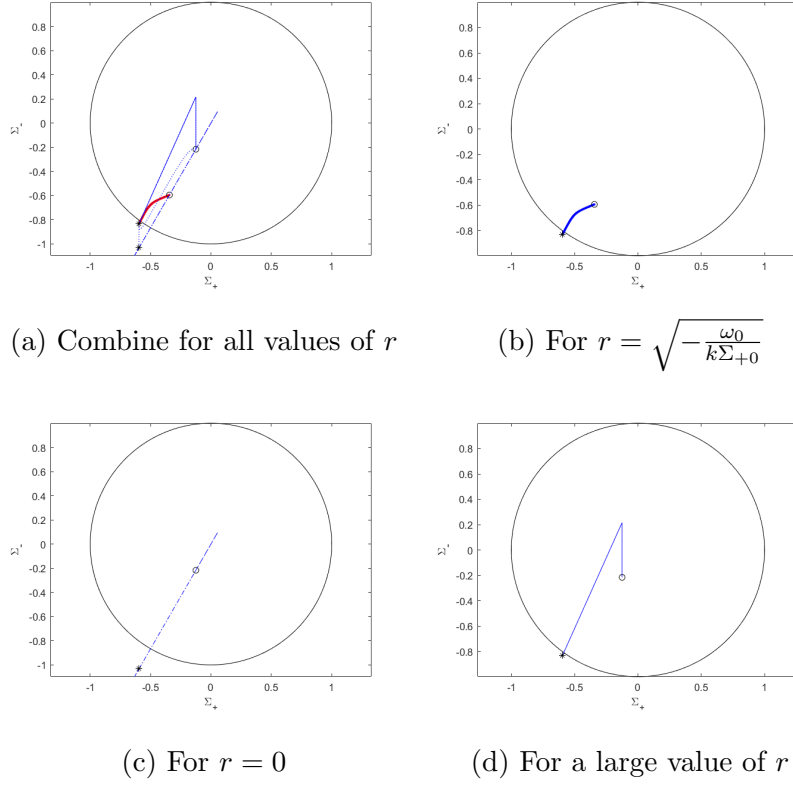 0.8
0.6
0.4
0.2
0
-0.2
-0.4
-0.6
-0.8
-1
Σ-
-1 -0.5 0 0.5 1
Σ+
0.8
0.6
0.4
0.2
0
-0.2
-0.4
-0.6
-0.8
Σ-
-1 -0.5 0 0.5 1
Σ+
(a) Combine for all values of r
(b) For r = √(-ω₀/(kΣ₊₀))
0.8
0.6
0.4
0.2
0
-0.2
-0.4
-0.6
-0.8
-1
Σ-
-1 -0.5 0 0.5 1
Σ+
0.8
0.6
0.4
0.2
0
-0.2
-0.4
-0.6
-0.8
Σ-
-1 -0.5 0 0.5 1
Σ+
(c) For r = 0
(d) For a large value of r